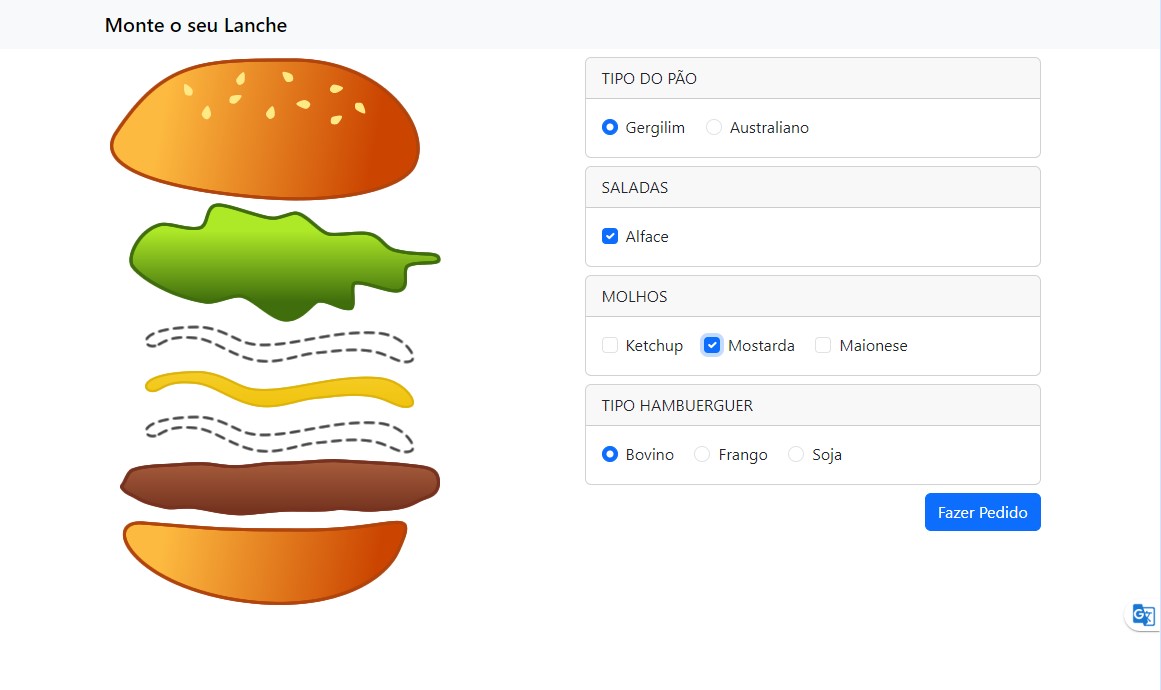 Monte o seu Lanche
TIPO DO PÃO
Gergilim Australiano
SALADAS
Alface
MOLHOS
Ketchup Mostarda Maionese
TIPO HAMBUERGUER
Bovino Frango Soja
Fazer Pedido
G